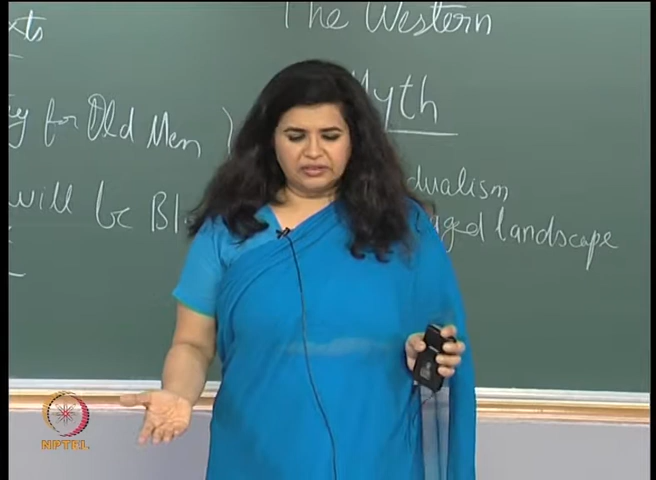 xts
The Western
Myth
y for Old Men
dualism
will be Bl
ged landscape
NPTEL